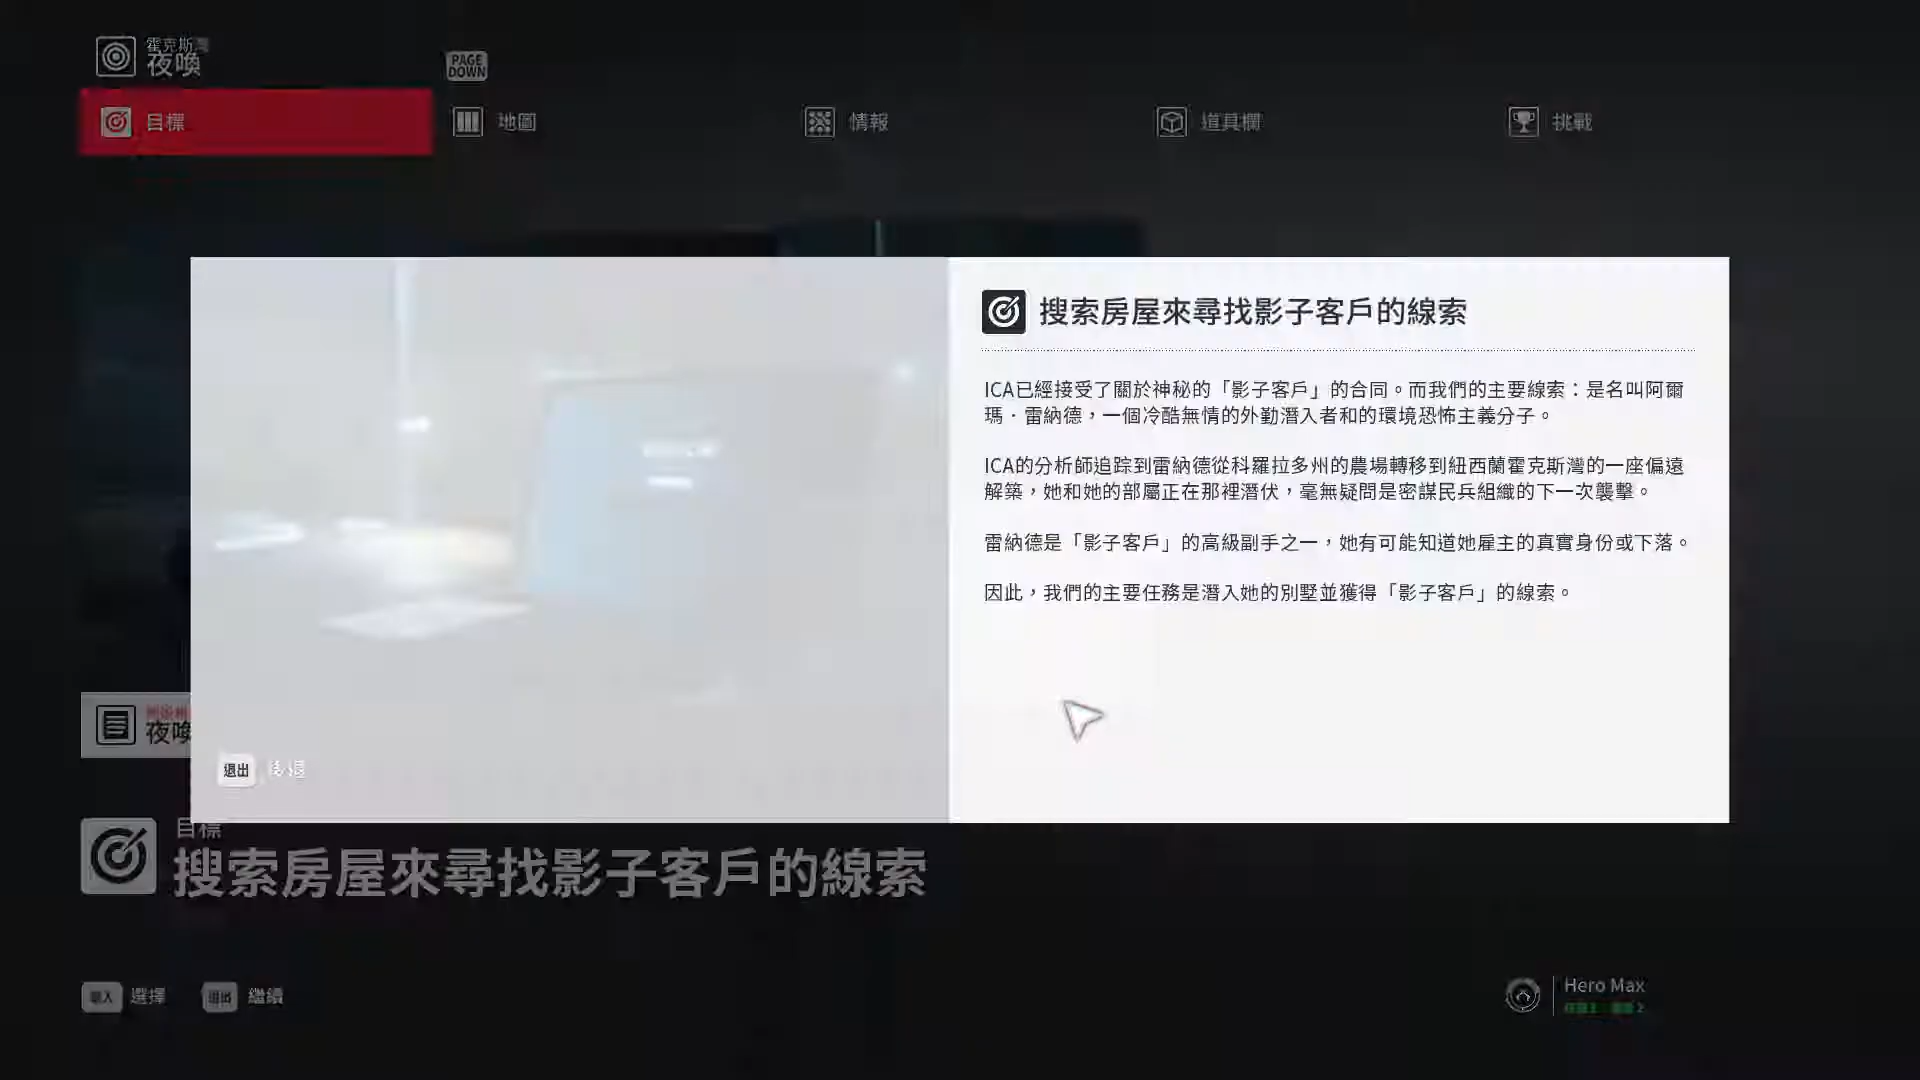 霍克斯灣
夜喚
PAGE DOWN
目標
地圖
情報
道具欄
挑戰
搜索房屋來尋找影子客戶的線索
ICA已經接受了關於神秘的「影子客戶」的合同。而我們的主要線索：是名叫阿爾
瑪．雷納德，一個冷酷無情的外勤潛入者和的環境恐怖主義分子。
ICA的分析師追踪到雷納德從科羅拉多州的農場轉移到紐西蘭霍克斯灣的一座偏遠
解築，她和她的部屬正在那裡潛伏，毫無疑問是密謀民兵組織的下一次襲擊。
雷納德是「影子客戶」的高級副手之一，她有可能知道她雇主的真實身份或下落。
因此，我們的主要任務是潛入她的別墅並獲得「影子客戶」的線索。
夜喚
退出 後退
目標
搜索房屋來尋找影子客戶的線索
選擇
退出 繼續
Hero Max